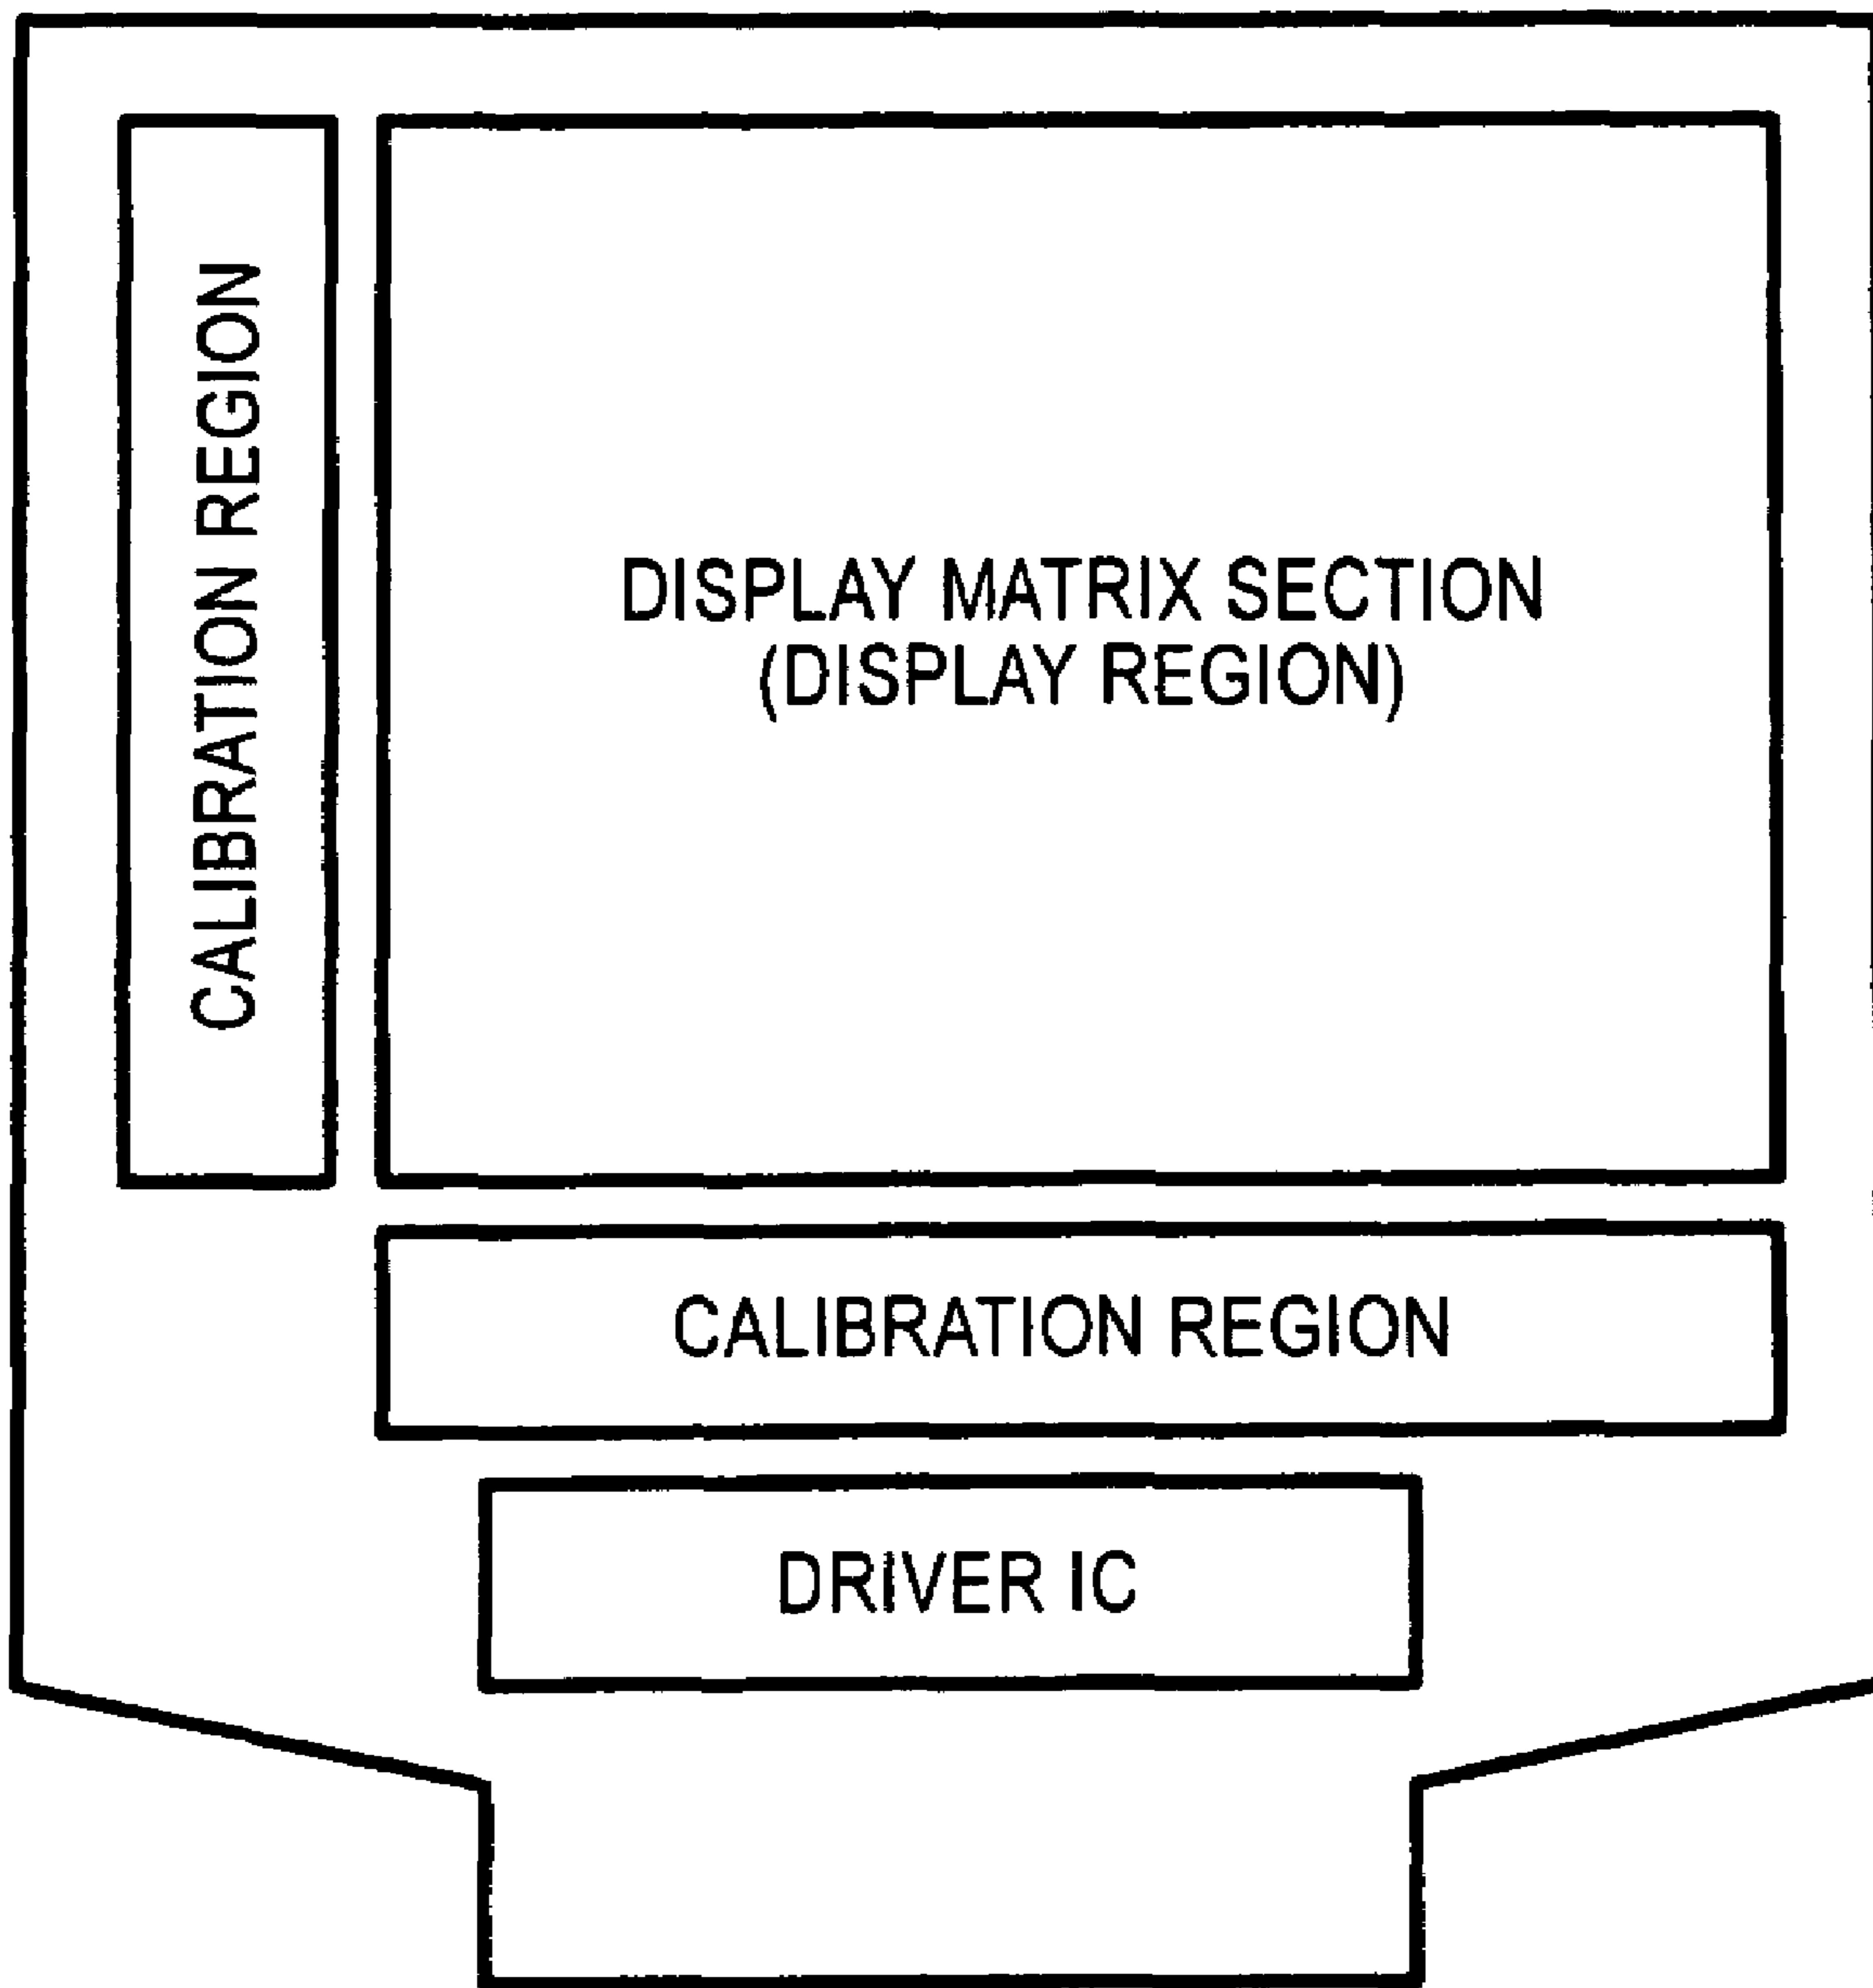 CALIBRATION REGION
DISPLAY MATRIX SECTION
(DISPLAY REGION)
CALIBRATION REGION
DRIVER IC